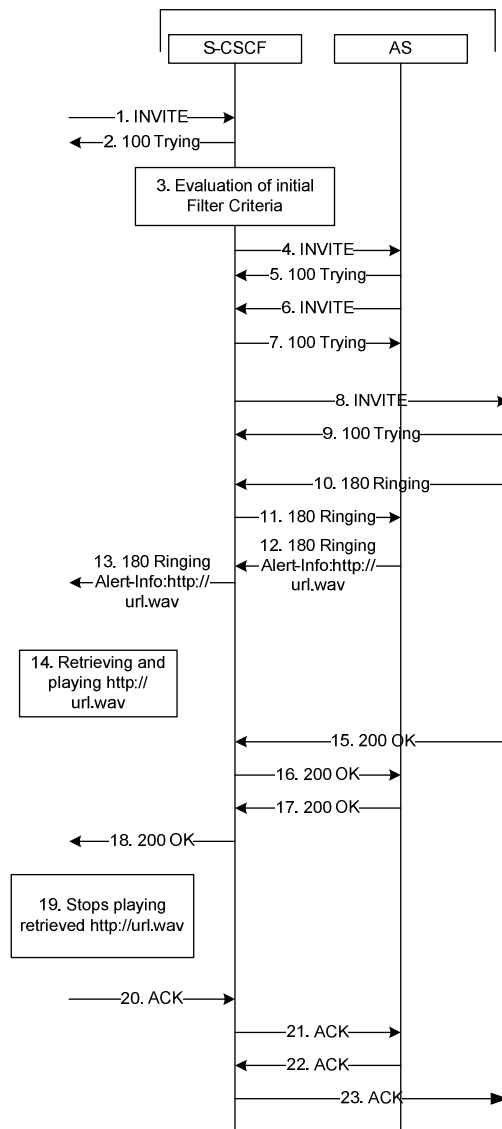 S-CSCF
AS
1. INVITE
2. 100 Trying
3. Evaluation of initial
Filter Criteria
4. INVITE
5. 100 Trying
6. INVITE
7. 100 Trying
8. INVITE
9. 100 Trying
10. 180 Ringing
11. 180 Ringing
12. 180 Ringing
Alert-Info:http://
url.wav
13. 180 Ringing
Alert-Info:http://
url.wav
14. Retrieving and
playing http://
url.wav
15. 200 OK
16. 200 OK
17. 200 OK
18. 200 OK
19. Stops playing
retrieved http://url.wav
20. ACK
21. ACK
22. ACK
23. ACK